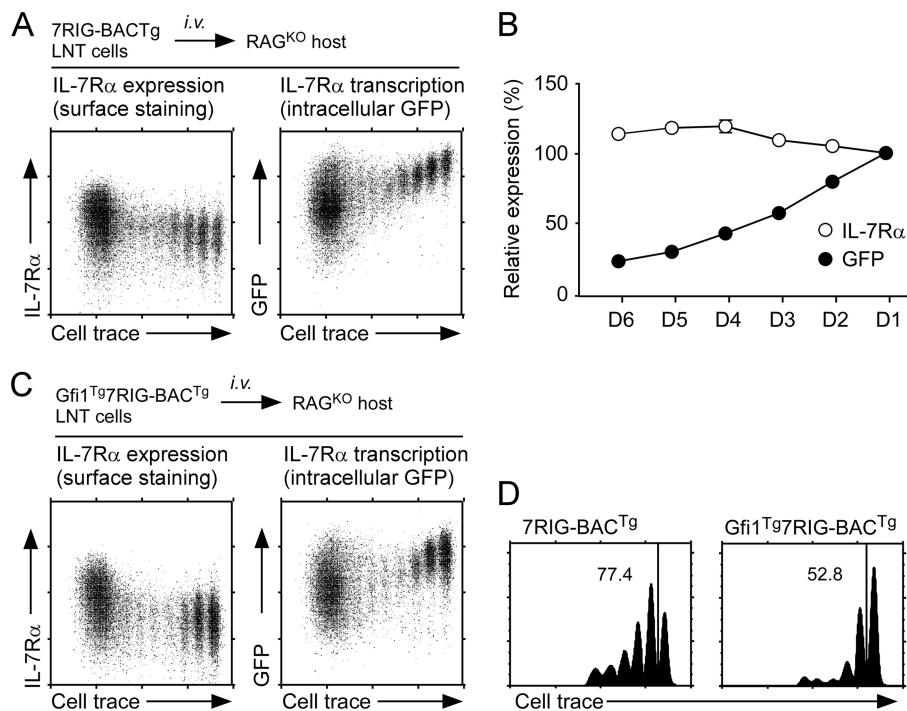 A
7RIG-BACTg
LNT cells
i.v.
RAGKO host
IL-7Rα expression
(surface staining)
IL-7Rα transcription
(intracellular GFP)
IL-7Rα
Cell trace
GFP
Cell trace
B
Relative expression (%)
150
100
50
0
IL-7Rα
GFP
D6 D5 D4 D3 D2 D1
C
Gfi1Tg7RIG-BACTg
LNT cells
i.v.
RAGKO host
IL-7Rα expression
(surface staining)
IL-7Rα transcription
(intracellular GFP)
IL-7Rα
Cell trace
GFP
Cell trace
D
7RIG-BACTg
Gfi1Tg7RIG-BACTg
77.4
52.8
Cell trace